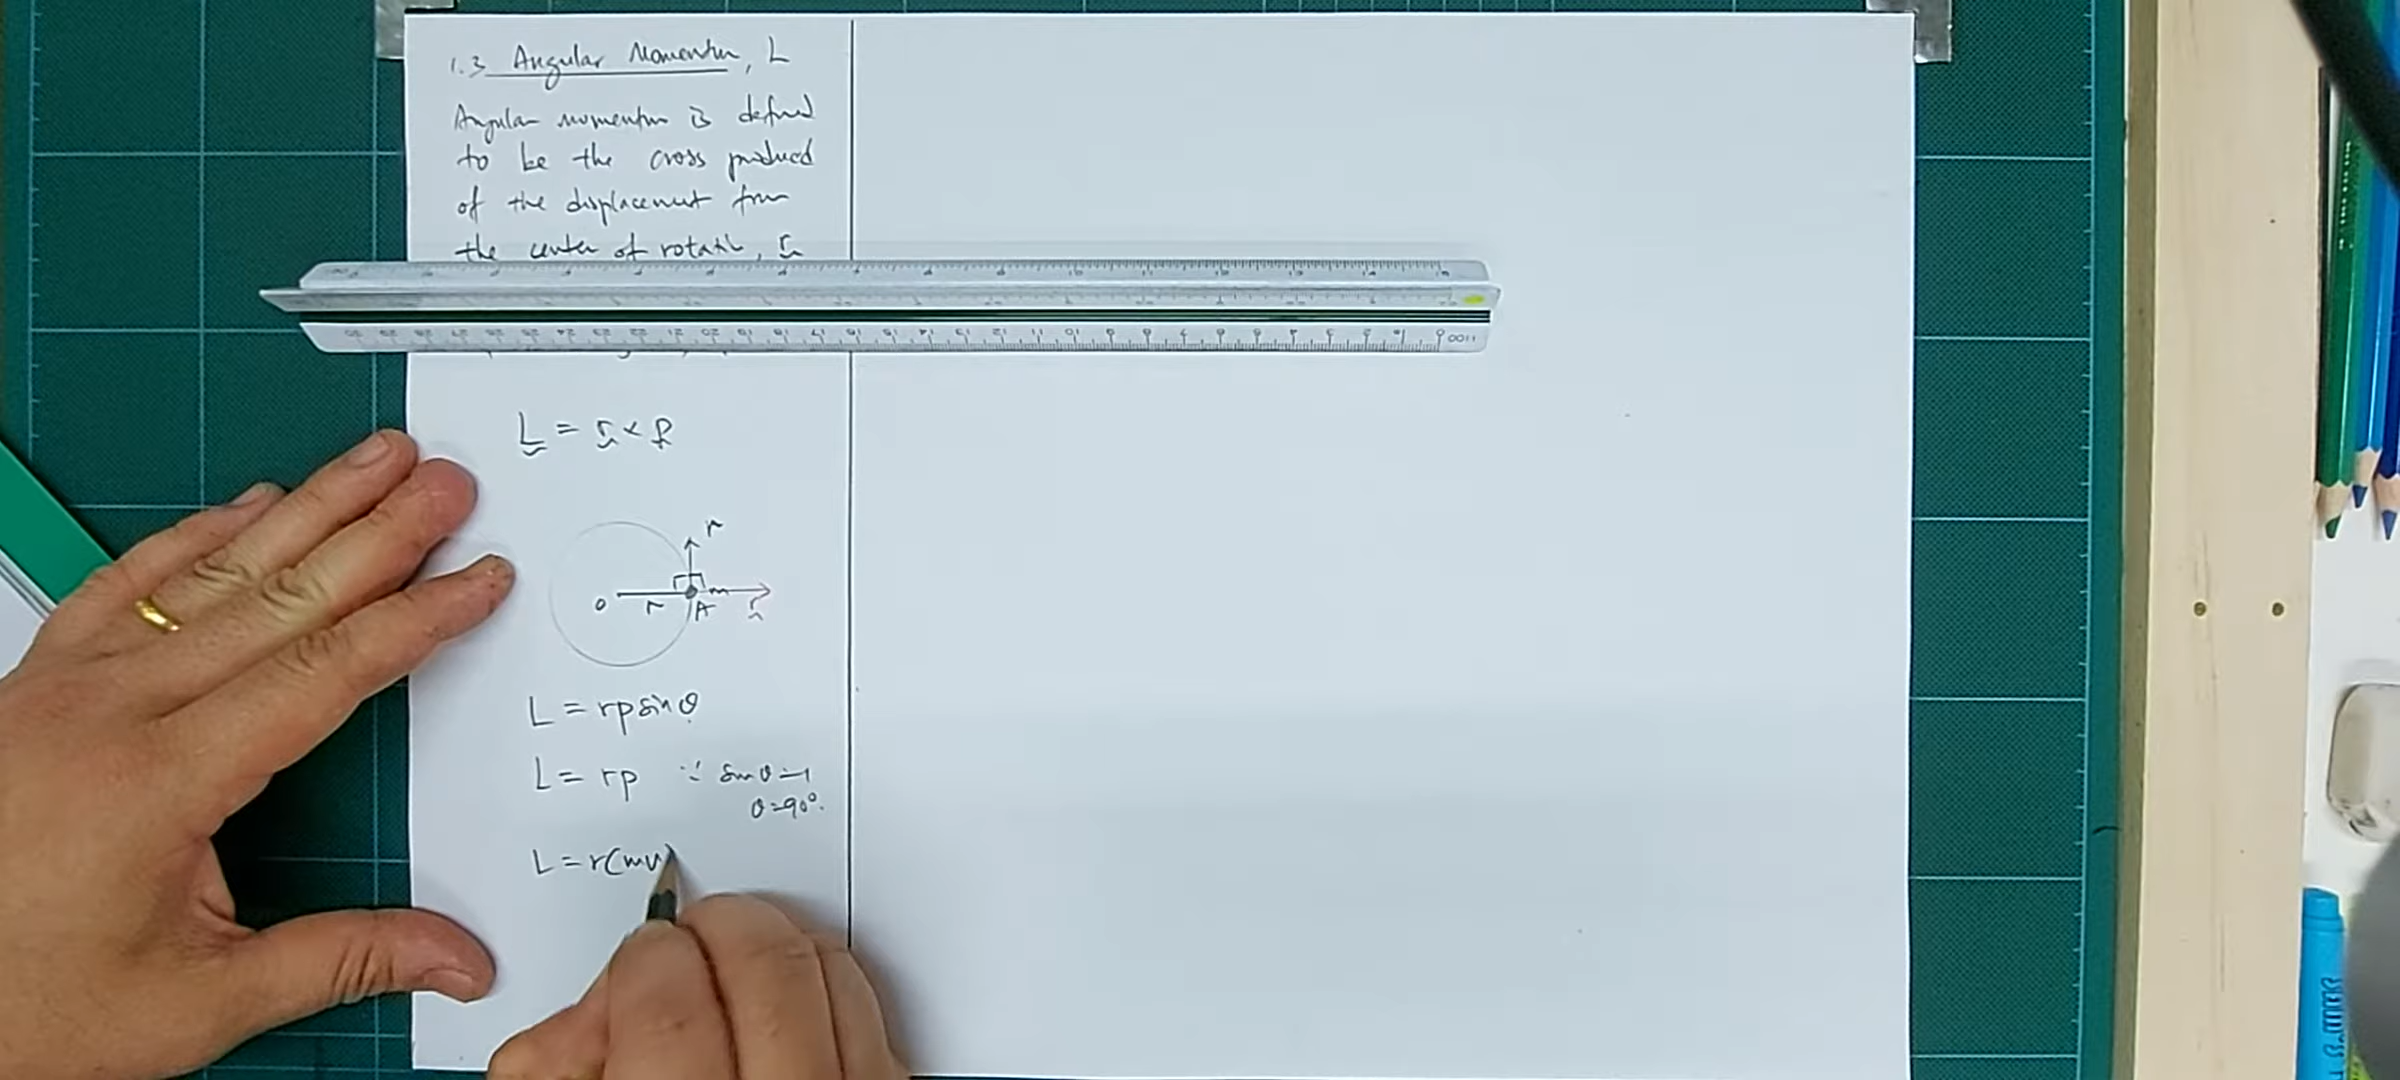 1.3 Angular Momentum, L
Angular momentum is defined
to be the cross product
of the displacement from
the center of rotation, r
L = r × p
r
O r A m r
L = rp sin θ
L = rp ∵ sin θ = 1
θ = 90°.
L = r(mv)